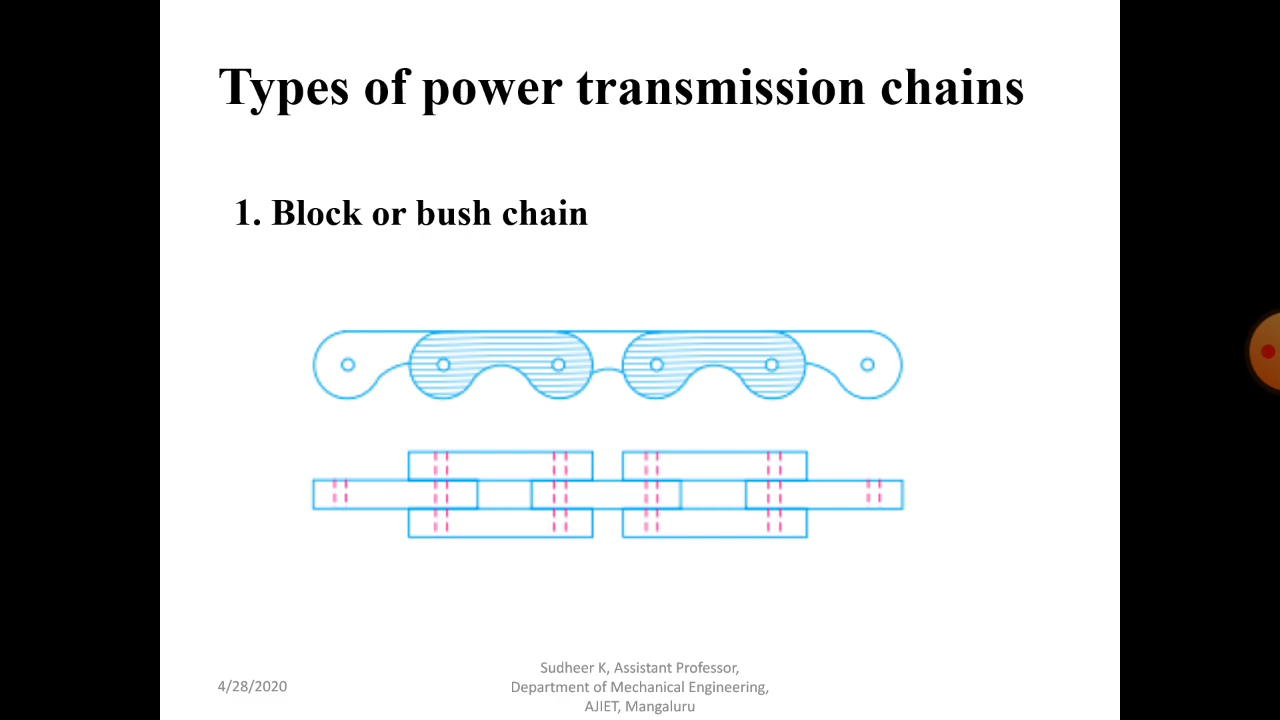 Types of power transmission chains
1. Block or bush chain
4/28/2020
Sudheer K, Assistant Professor,
Department of Mechanical Engineering,
AJIET, Mangaluru